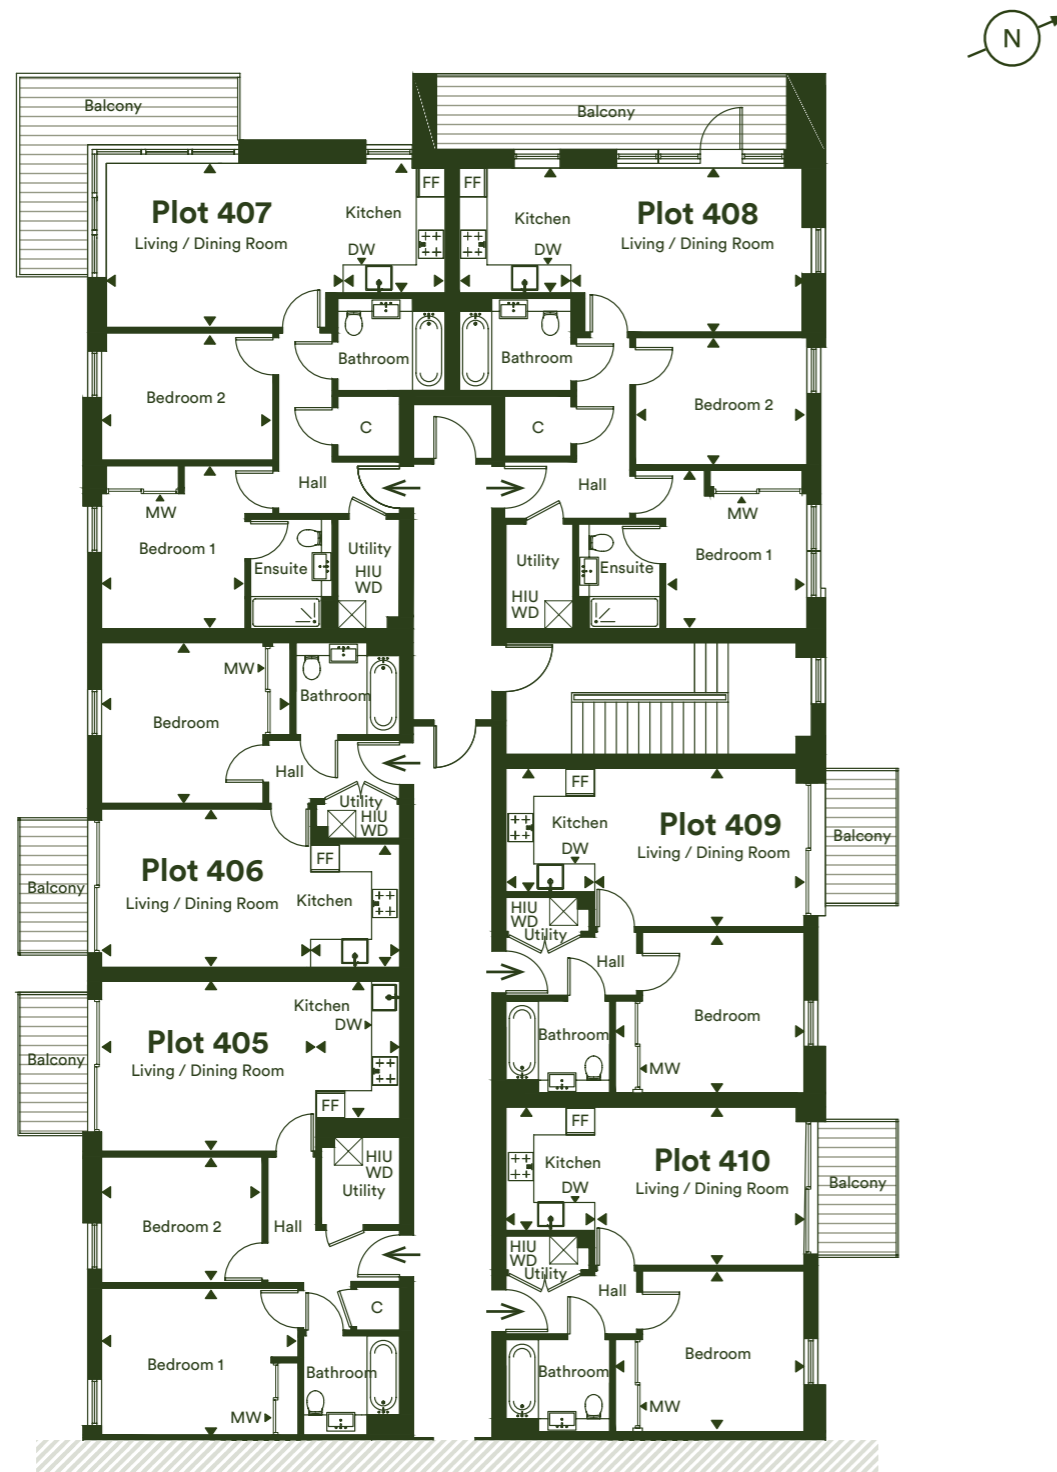 N
Balcony
Balcony
FF
FF
Plot 407
Living / Dining Room
Kitchen
DW
Kitchen
DW
Plot 408
Living / Dining Room
Bathroom
Bathroom
Bedroom 2
Bedroom 2
C
C
Hall
Hall
MW
MW
Bedroom 1
Ensuite
Utility
HIU
WD
Utility
HIU
WD
Ensuite
Bedroom 1
MW
Bathroom
Bedroom
Hall
Utility
HIU
WD
FF
Kitchen
DW
Plot 409
Living / Dining Room
Balcony
Plot 406
Living / Dining Room
FF
Kitchen
Balcony
HIU
WD
Utility
Hall
Bathroom
Bedroom
MW
Kitchen
DW
Plot 405
Living / Dining Room
Balcony
FF
HIU
WD
Utility
Bedroom 2
Hall
FF
Kitchen
DW
Plot 410
Living / Dining Room
Balcony
HIU
WD
Utility
Hall
C
Bedroom 1
Bathroom
MW
Bathroom
Bedroom
MW